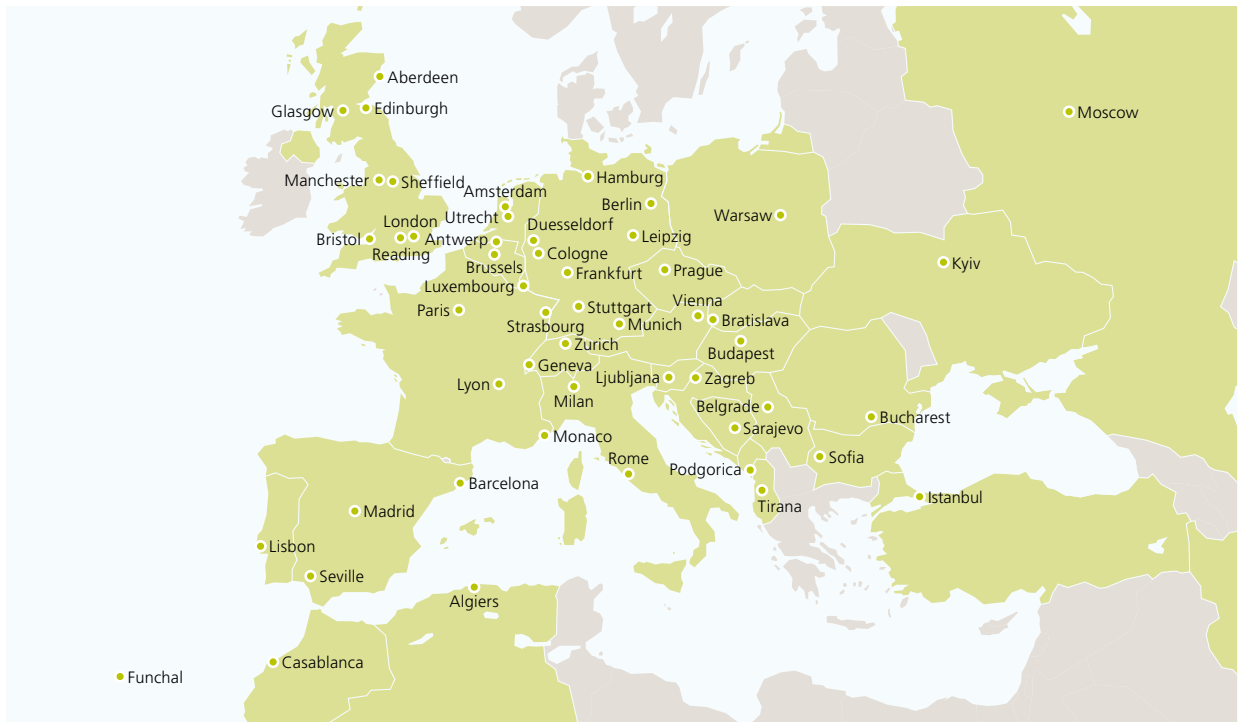 Aberdeen
Moscow
Glasgow
Edinburgh
Manchester
Sheffield
Hamburg
Amsterdam
Berlin
Utrecht
Warsaw
London
Duesseldorf
Bristol
Antwerp
Leipzig
Reading
Cologne
Brussels
Frankfurt
Prague
Kyiv
Luxembourg
Vienna
Paris
Stuttgart
Strasbourg
Munich
Bratislava
Zurich
Budapest
Geneva
Lyon
Ljubljana
Zagreb
Milan
Belgrade
Bucharest
Sarajevo
Monaco
Rome
Sofia
Podgorica
Barcelona
Istanbul
Tirana
Madrid
Lisbon
Seville
Algiers
Casablanca
Funchal